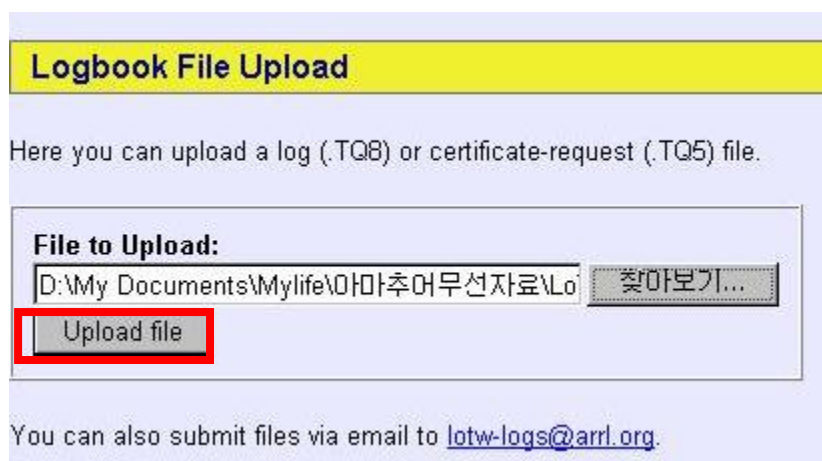 Logbook File Upload
Here you can upload a log (.TQ8) or certificate-request (.TQ5) file.
File to Upload:
D:\My Documents\Mylife\아마추어무선자료\Lo
찾아보기...
Upload file
You can also submit files via email to lotw-logs@arrl.org.